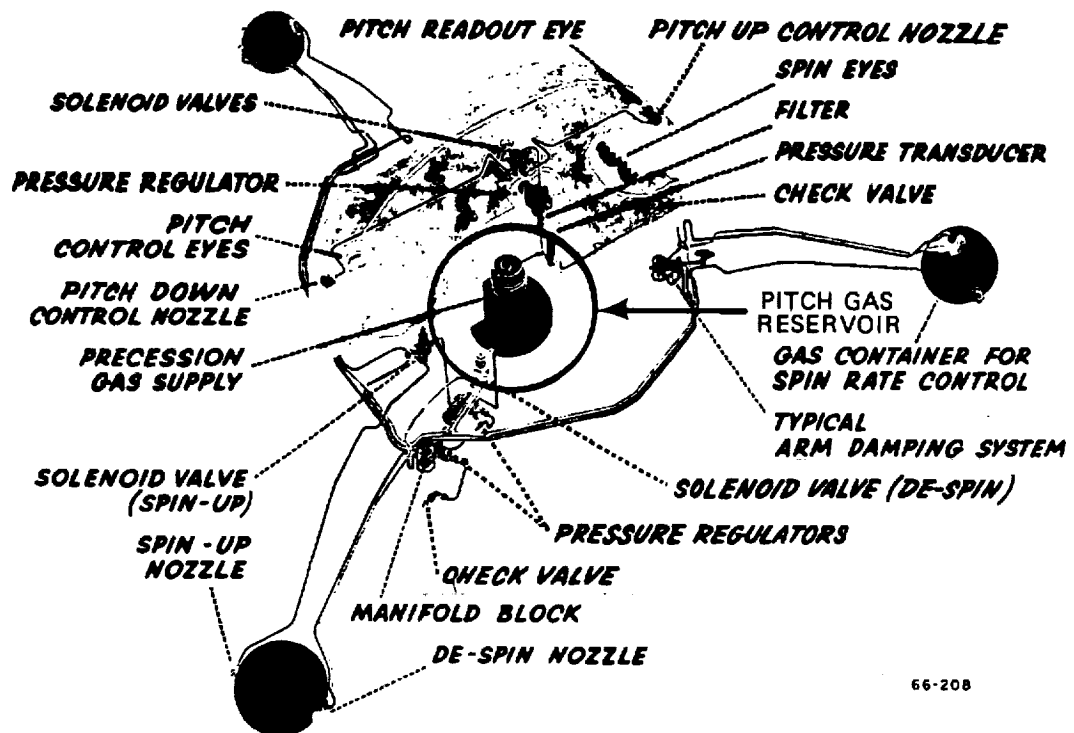 PITCH READOUT EYE
PITCH UP CONTROL NOZZLE
SPIN EYES
SOLENOID VALVES
FILTER
PRESSURE TRANSDUCER
PRESSURE REGULATOR
CHECK VALVE
PITCH
CONTROL EYES
PITCH DOWN
CONTROL NOZZLE
PITCH GAS
RESERVOIR
PRECESSION
GAS SUPPLY
GAS CONTAINER FOR
SPIN RATE CONTROL
TYPICAL
ARM DAMPING SYSTEM
SOLENOID VALVE
(SPIN-UP)
SOLENOID VALVE (DE-SPIN)
PRESSURE REGULATORS
SPIN-UP
NOZZLE
CHECK VALVE
MANIFOLD BLOCK
DE-SPIN NOZZLE
66-208